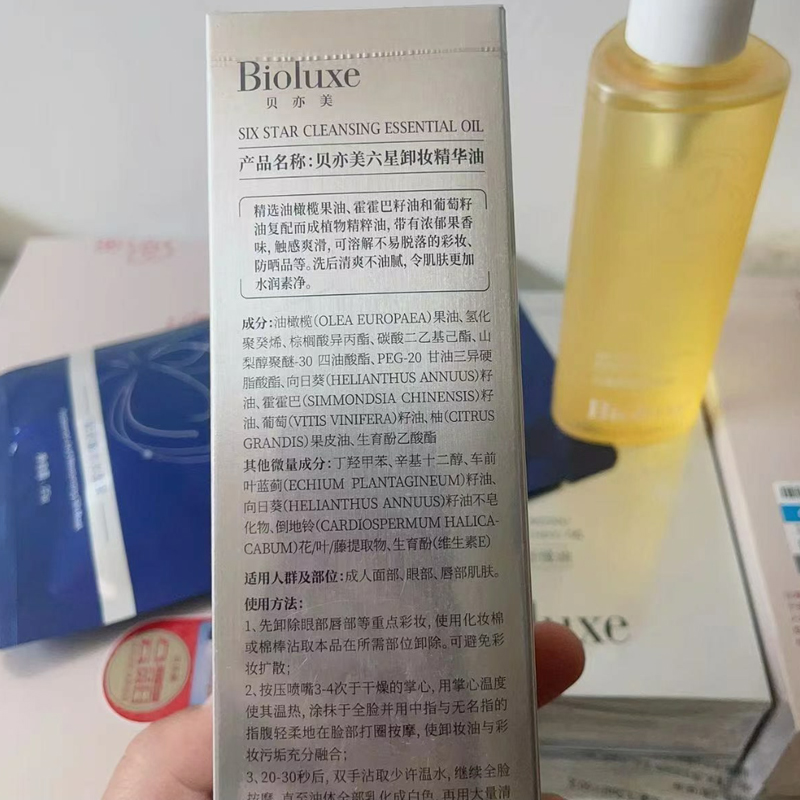 Bioluxe
贝亦美
SIX STAR CLEANSING ESSENTIAL OIL
产品名称:贝亦美六星卸妆精华油
精选油橄榄果油、霍霍巴籽油和葡萄籽
油复配而成植物精粹油,带有浓郁果香
味,触感爽滑,可溶解不易脱落的彩妆、
防晒品等。洗后清爽不油腻,令肌肤更加
水润素净。
成分:油橄榄(OLEA EUROPAEA)果油、氢化
聚癸烯、棕榈酸异丙酯、碳酸二乙基己酯、山
梨醇聚醚-30 四油酸酯、PEG-20 甘油三异硬
脂酸酯、向日葵(HELIANTHUS ANNUUS)籽
油、霍霍巴(SIMMONDSIA CHINENSIS)籽
油、葡萄(VITIS VINIFERA)籽油、柚(CITRUS
GRANDIS)果皮油、生育酚乙酸酯
其他微量成分:丁羟甲苯、辛基十二醇、车前
叶蓝蓟(ECHIUM PLANTAGINEUM)籽油、
向日葵(HELIANTHUS ANNUUS)籽油不皂
化物、倒地铃(CARDIOSPERMUM HALICA-
CABUM)花/叶/藤提取物、生育酚(维生素E)
适用人群及部位:成人面部、眼部、唇部肌肤。
使用方法:
1、先卸除眼部唇部等重点彩妆,使用化妆棉
或棉棒沾取本品在所需部位卸除。可避免彩
妆扩散;
2、按压喷嘴3-4次于干燥的掌心,用掌心温度
使其温热,涂抹于全脸并用中指与无名指的
指腹轻柔地在脸部打圈按摩,使卸妆油与彩
妆污垢充分融合;
3、20-30秒后,双手沾取少许温水,继续全脸
按摩,直至油体全部乳化成白色,再用大量清